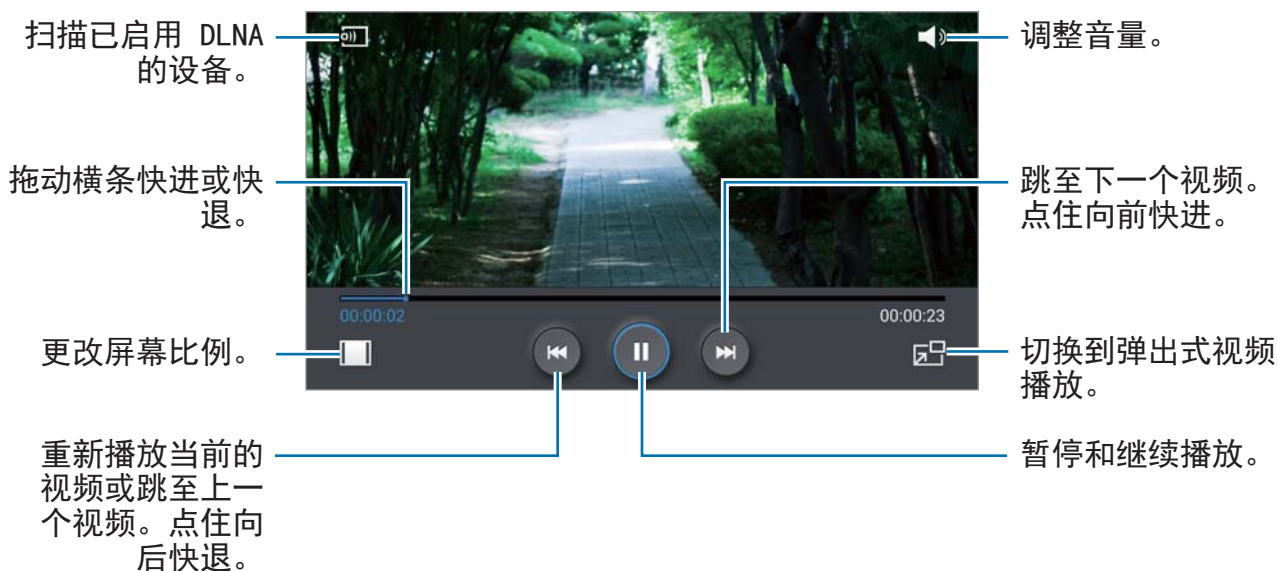 扫描已启用 DLNA
的设备。
调整音量。
拖动横条快进或快
退。
跳至下一个视频。
点住向前快进。
00:00:02
00:00:23
更改屏幕比例。
切换到弹出式视频
播放。
重新播放当前的
视频或跳至上一
个视频。点住向
后快退。
暂停和继续播放。